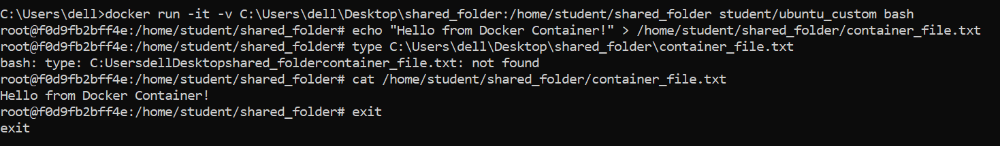 C:\Users\dell>docker run -it -v C:\Users\dell\Desktop\shared_folder:/home/student/shared_folder student/ubuntu_custom bash
root@f0d9fb2bff4e:/home/student/shared_folder# echo "Hello from Docker Container!" > /home/student/shared_folder/container_file.txt
root@f0d9fb2bff4e:/home/student/shared_folder# type C:\Users\dell\Desktop\shared_folder\container_file.txt
bash: type: C:UsersdellDesktopshared_foldercontainer_file.txt: not found
root@f0d9fb2bff4e:/home/student/shared_folder# cat /home/student/shared_folder/container_file.txt
Hello from Docker Container!
root@f0d9fb2bff4e:/home/student/shared_folder# exit
exit